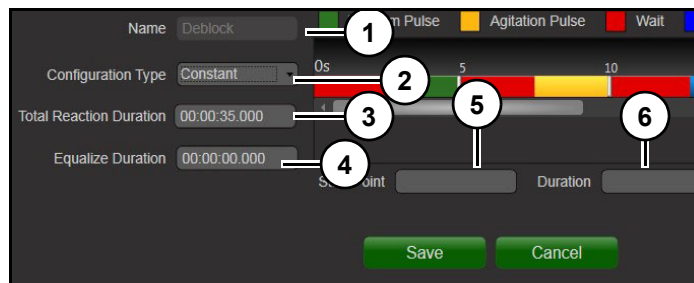 Name Deblock
Pulse Agitation Pulse Wait
Configuration Type Constant
0s 5 10
Total Reaction Duration 00:00:35.000
Equalize Duration 00:00:00.000
Duration
Save Cancel
1
2
3
4
5
6